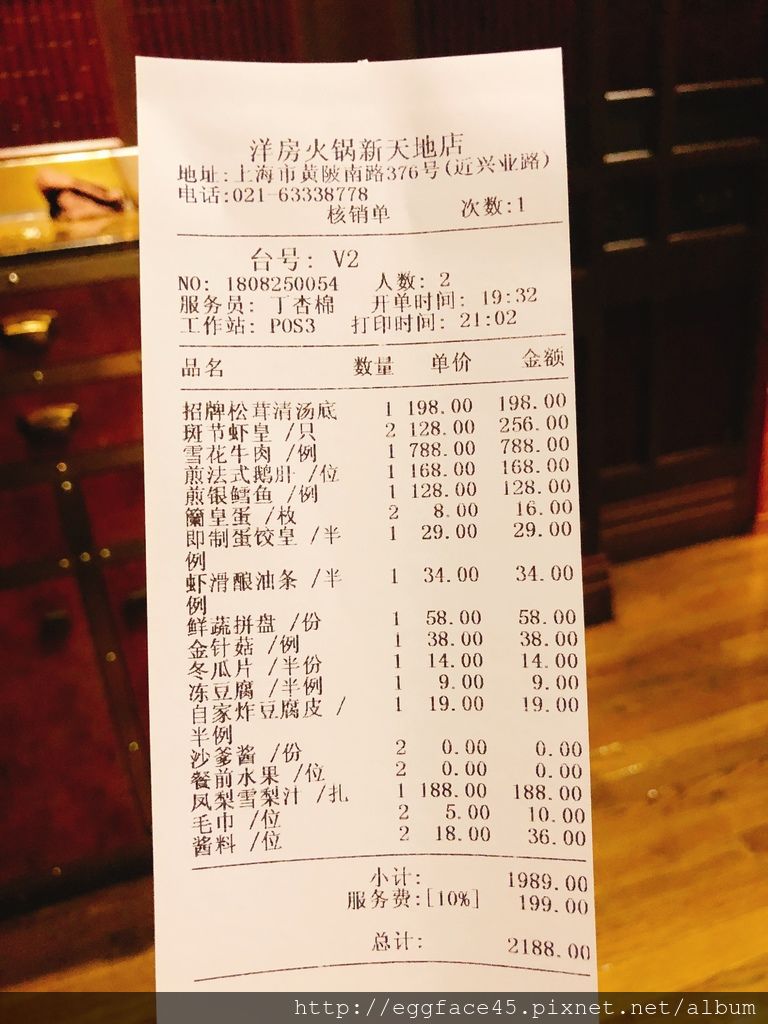 洋房火锅新天地店
地址:上海市黄陂南路376号(近兴业路)
电话:021-63338778
核销单 次数:1
台号: V2
NO: 1808250054 人数: 2
服务员: 丁杏棉 开单时间: 19:32
工作站: POS3 打印时间: 21:02
品名 数量 单价 金额
招牌松茸清汤底 1 198.00 198.00
斑节虾皇 /只 2 128.00 256.00
雪花牛肉 /例 1 788.00 788.00
煎法式鹅肝 /位 1 168.00 168.00
煎银鳕鱼 /例 1 128.00 128.00
蘭皇蛋 /枚 2 8.00 16.00
即制蛋饺皇 /半 1 29.00 29.00
例
虾滑酿油条 /半 1 34.00 34.00
例
鲜蔬拼盘 /份 1 58.00 58.00
金针菇 /例 1 38.00 38.00
冬瓜片 /半份 1 14.00 14.00
冻豆腐 /半例 1 9.00 9.00
自家炸豆腐皮 / 1 19.00 19.00
半例
沙爹酱 /份 2 0.00 0.00
餐前水果 /位 2 0.00 0.00
凤梨雪梨汁 /扎 1 188.00 188.00
毛巾 /位 2 5.00 10.00
酱料 /位 2 18.00 36.00
小计: 1989.00
服务费:[10%] 199.00
总计: 2188.00
http://eggface45.pixnet.net/album